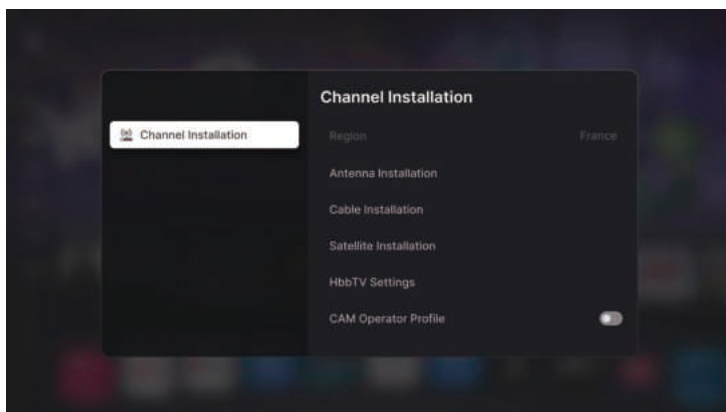 Channel Installation
Channel Installation
Region France
Antenna Installation
Cable Installation
Satellite Installation
HbbTV Settings
CAM Operator Profile